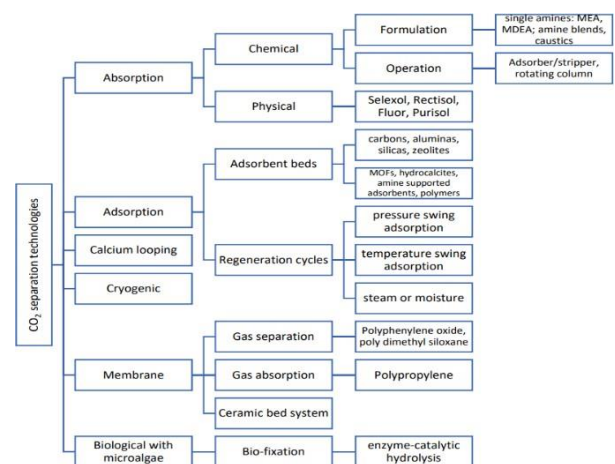 CO2 separation technologies
Absorption
Chemical
Formulation
single amines: MEA,
MDEA; amine blends,
caustics
Operation
Adsorber/stripper,
rotating column
Physical
Selexol, Rectisol,
Fluor, Purisol
Adsorption
Adsorbent beds
carbons, aluminas,
silicas, zeolites
MOFs, hydrocalcites,
amine supported
adsorbents, polymers
Regeneration cycles
pressure swing
adsorption
temperature swing
adsorption
steam or moisture
Calcium looping
Cryogenic
Membrane
Gas separation
Polyphenylene oxide,
poly dimethyl siloxane
Gas absorption
Polypropylene
Ceramic bed system
Biological with
microalgae
Bio-fixation
enzyme-catalytic
hydrolysis